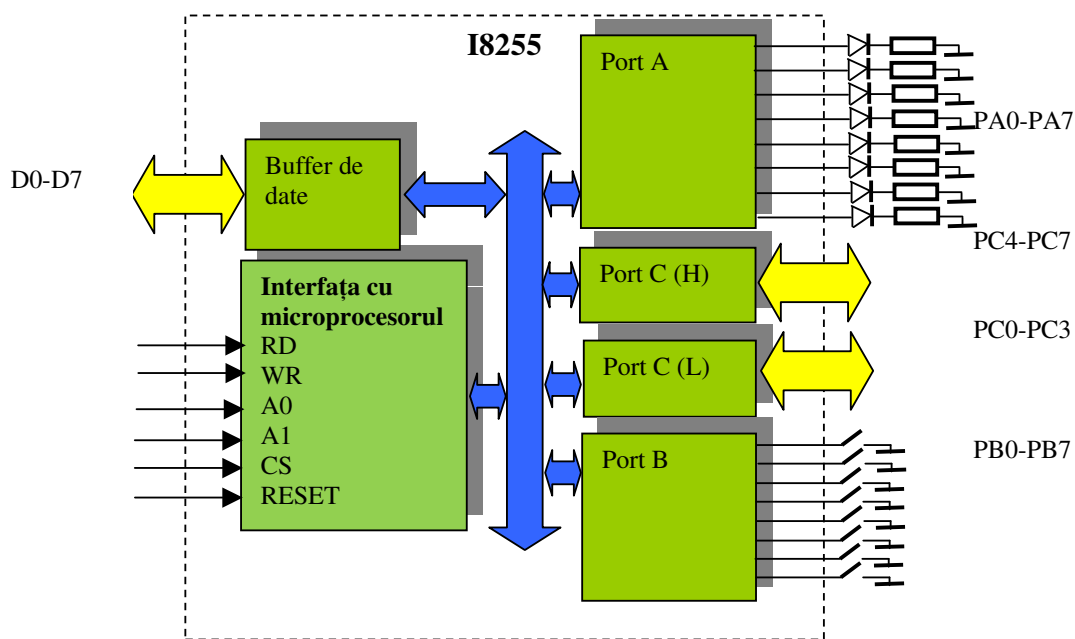 I8255
Port A
PA0-PA7
Buffer de
date
D0-D7
PC4-PC7
Port C (H)
Interfața cu
microprocesorul
RD
WR
A0
A1
CS
RESET
PC0-PC3
Port C (L)
PB0-PB7
Port B